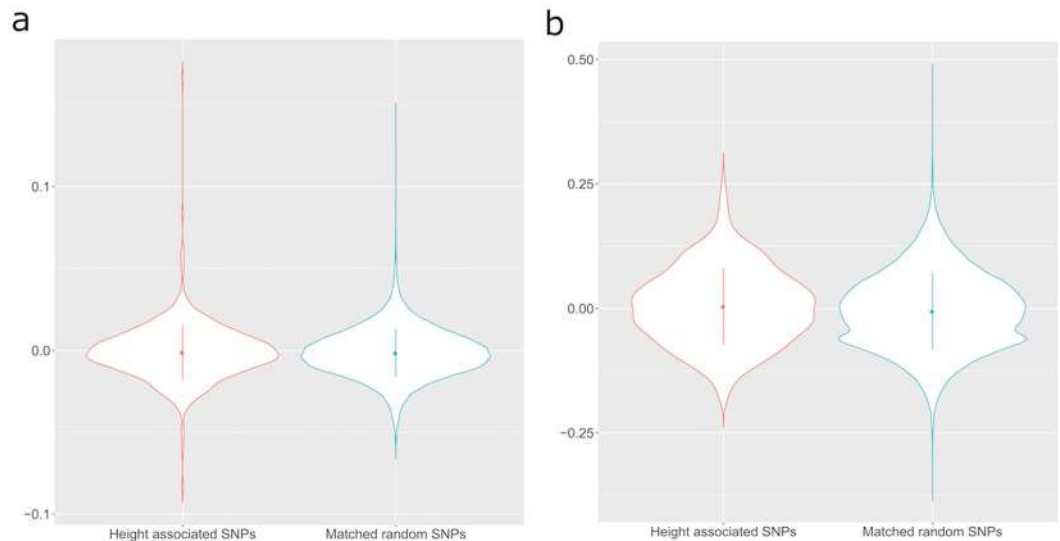 a
0.1
0.0
−0.1
Height associated SNPs
Matched random SNPs
b
0.50
0.25
0.00
−0.25
Height associated SNPs
Matched random SNPs